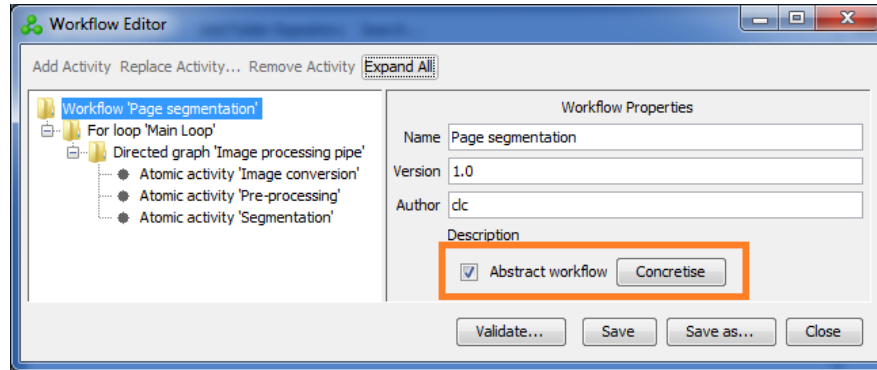 Workflow Editor
Add Activity Replace Activity... Remove Activity Expand All
Workflow 'Page segmentation'
For loop 'Main Loop'
Directed graph 'Image processing pipe'
Atomic activity 'Image conversion'
Atomic activity 'Pre-processing'
Atomic activity 'Segmentation'
Workflow Properties
Name Page segmentation
Version 1.0
Author clc
Description
Abstract workflow Concretise
Validate... Save Save as... Close